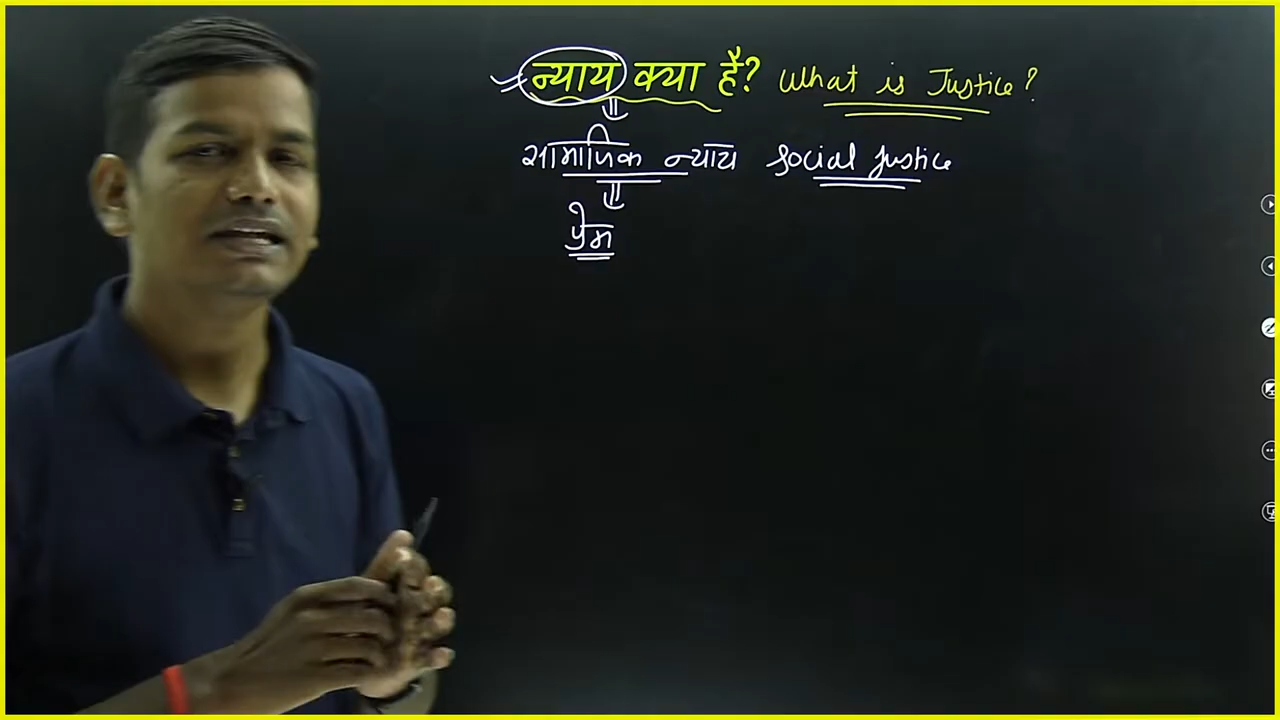 न्याय क्या है? What is Justice?
सामाजिक न्याय Social Justice
प्रेम